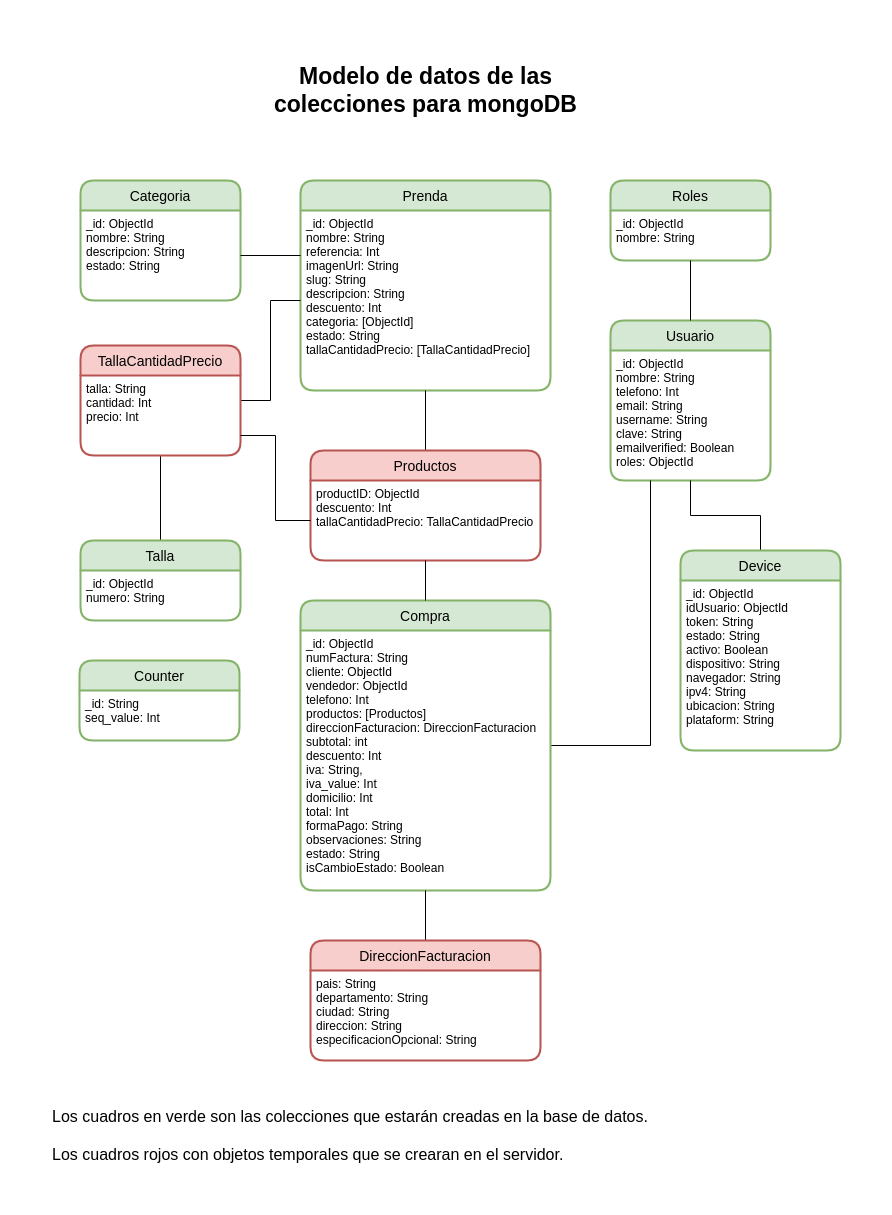 Modelo de datos de las
colecciones para mongoDB
Categoria
_id: ObjectId
nombre: String
descripcion: String
estado: String
Prenda
_id: ObjectId
nombre: String
referencia: Int
imagenUrl: String
slug: String
descripcion: String
descuento: Int
categoria: [ObjectId]
estado: String
tallaCantidadPrecio: [TallaCantidadPrecio]
Roles
_id: ObjectId
nombre: String
TallaCantidadPrecio
talla: String
cantidad: Int
precio: Int
Usuario
_id: ObjectId
nombre: String
telefono: Int
email: String
username: String
clave: String
emailverified: Boolean
roles: ObjectId
Productos
productID: ObjectId
descuento: Int
tallaCantidadPrecio: TallaCantidadPrecio
Talla
_id: ObjectId
numero: String
Device
_id: ObjectId
idUsuario: ObjectId
token: String
estado: String
activo: Boolean
dispositivo: String
navegador: String
ipv4: String
ubicacion: String
plataform: String
Counter
_id: String
seq_value: Int
Compra
_id: ObjectId
numFactura: String
cliente: ObjectId
vendedor: ObjectId
telefono: Int
productos: [Productos]
direccionFacturacion: DireccionFacturacion
subtotal: int
descuento: Int
iva: String,
iva_value: Int
domicilio: Int
total: Int
formaPago: String
observaciones: String
estado: String
isCambioEstado: Boolean
DireccionFacturacion
pais: String
departamento: String
ciudad: String
direccion: String
especificacionOpcional: String
Los cuadros en verde son las colecciones que estarán creadas en la base de datos.
Los cuadros rojos con objetos temporales que se crearan en el servidor.